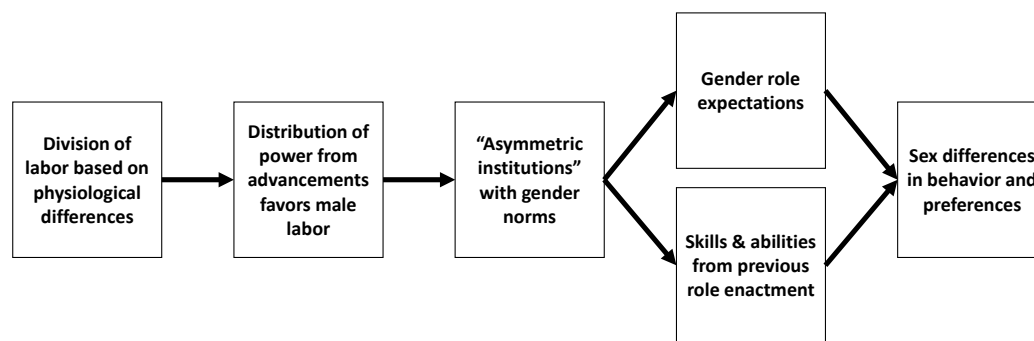 Division of
labor based on
physiological
differences
Distribution of
power from
advancements
favors male
labor
“Asymmetric
institutions”
with gender
norms
Gender role
expectations
Skills & abilities
from previous
role enactment
Sex differences
in behavior and
preferences